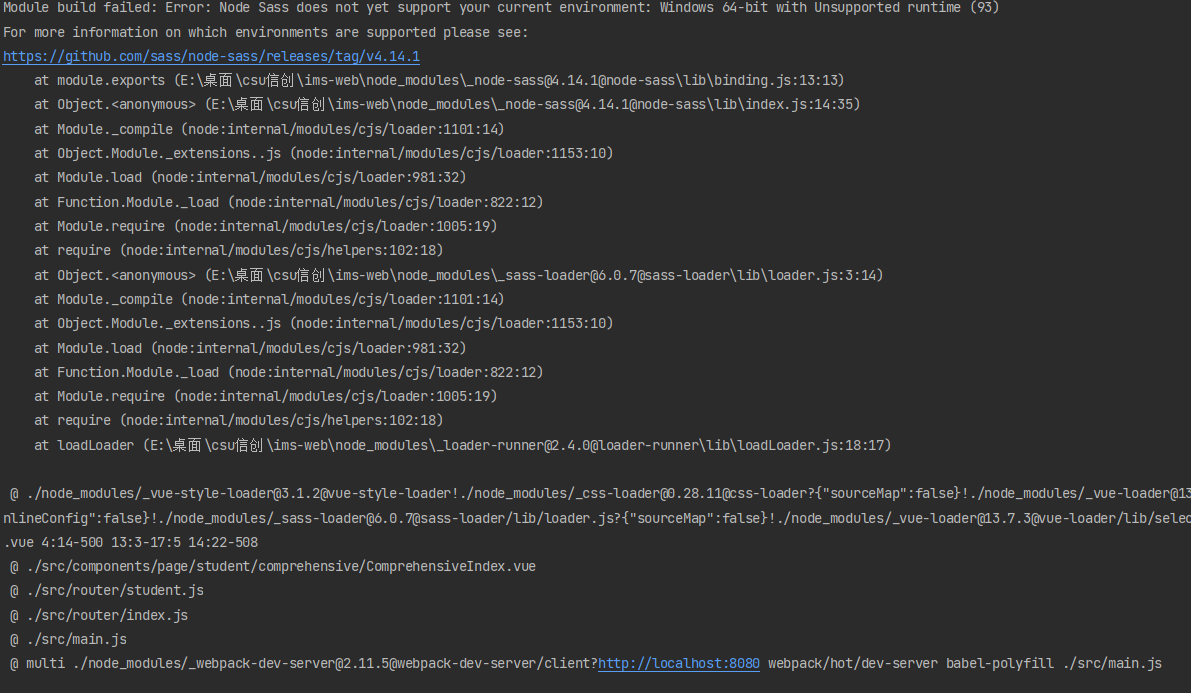 Module build failed: Error: Node Sass does not yet support your current environment: Windows 64-bit with Unsupported runtime (93)
For more information on which environments are supported please see:
https://github.com/sass/node-sass/releases/tag/v4.14.1
at module.exports (E:\桌面\csu信创\ims-web\node_modules\_node-sass@4.14.1@node-sass\lib\binding.js:13:13)
at Object.<anonymous> (E:\桌面\csu信创\ims-web\node_modules\_node-sass@4.14.1@node-sass\lib\index.js:14:35)
at Module._compile (node:internal/modules/cjs/loader:1101:14)
at Object.Module._extensions..js (node:internal/modules/cjs/loader:1153:10)
at Module.load (node:internal/modules/cjs/loader:981:32)
at Function.Module._load (node:internal/modules/cjs/loader:822:12)
at Module.require (node:internal/modules/cjs/loader:1005:19)
at require (node:internal/modules/cjs/helpers:102:18)
at Object.<anonymous> (E:\桌面\csu信创\ims-web\node_modules\_sass-loader@6.0.7@sass-loader\lib\loader.js:3:14)
at Module._compile (node:internal/modules/cjs/loader:1101:14)
at Object.Module._extensions..js (node:internal/modules/cjs/loader:1153:10)
at Module.load (node:internal/modules/cjs/loader:981:32)
at Function.Module._load (node:internal/modules/cjs/loader:822:12)
at Module.require (node:internal/modules/cjs/loader:1005:19)
at require (node:internal/modules/cjs/helpers:102:18)
at loadLoader (E:\桌面\csu信创\ims-web\node_modules\_loader-runner@2.4.0@loader-runner\lib\loadLoader.js:18:17)
@ ./node_modules/_vue-style-loader@3.1.2@vue-style-loader!./node_modules/_css-loader@0.28.11@css-loader?{"sourceMap":false}!./node_modules/_vue-loader@13
nlineConfig":false}!./node_modules/_sass-loader@6.0.7@sass-loader/lib/loader.js?{"sourceMap":false}!./node_modules/_vue-loader@13.7.3@vue-loader/lib/selec
.vue 4:14-500 13:3-17:5 14:22-508
@ ./src/components/page/student/comprehensive/ComprehensiveIndex.vue
@ ./src/router/student.js
@ ./src/router/index.js
@ ./src/main.js
@ multi ./node_modules/_webpack-dev-server@2.11.5@webpack-dev-server/client?http://localhost:8080 webpack/hot/dev-server babel-polyfill ./src/main.js